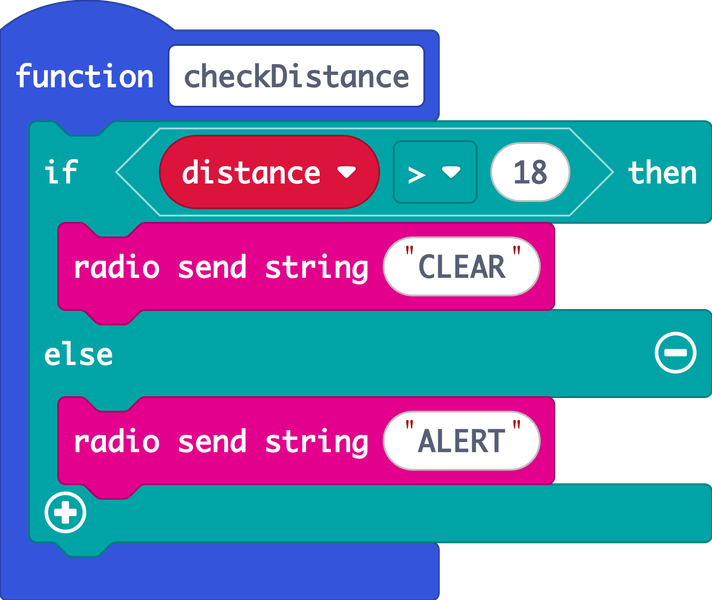 function checkDistance
if distance > 18 then
radio send string "CLEAR"
else
radio send string "ALERT"